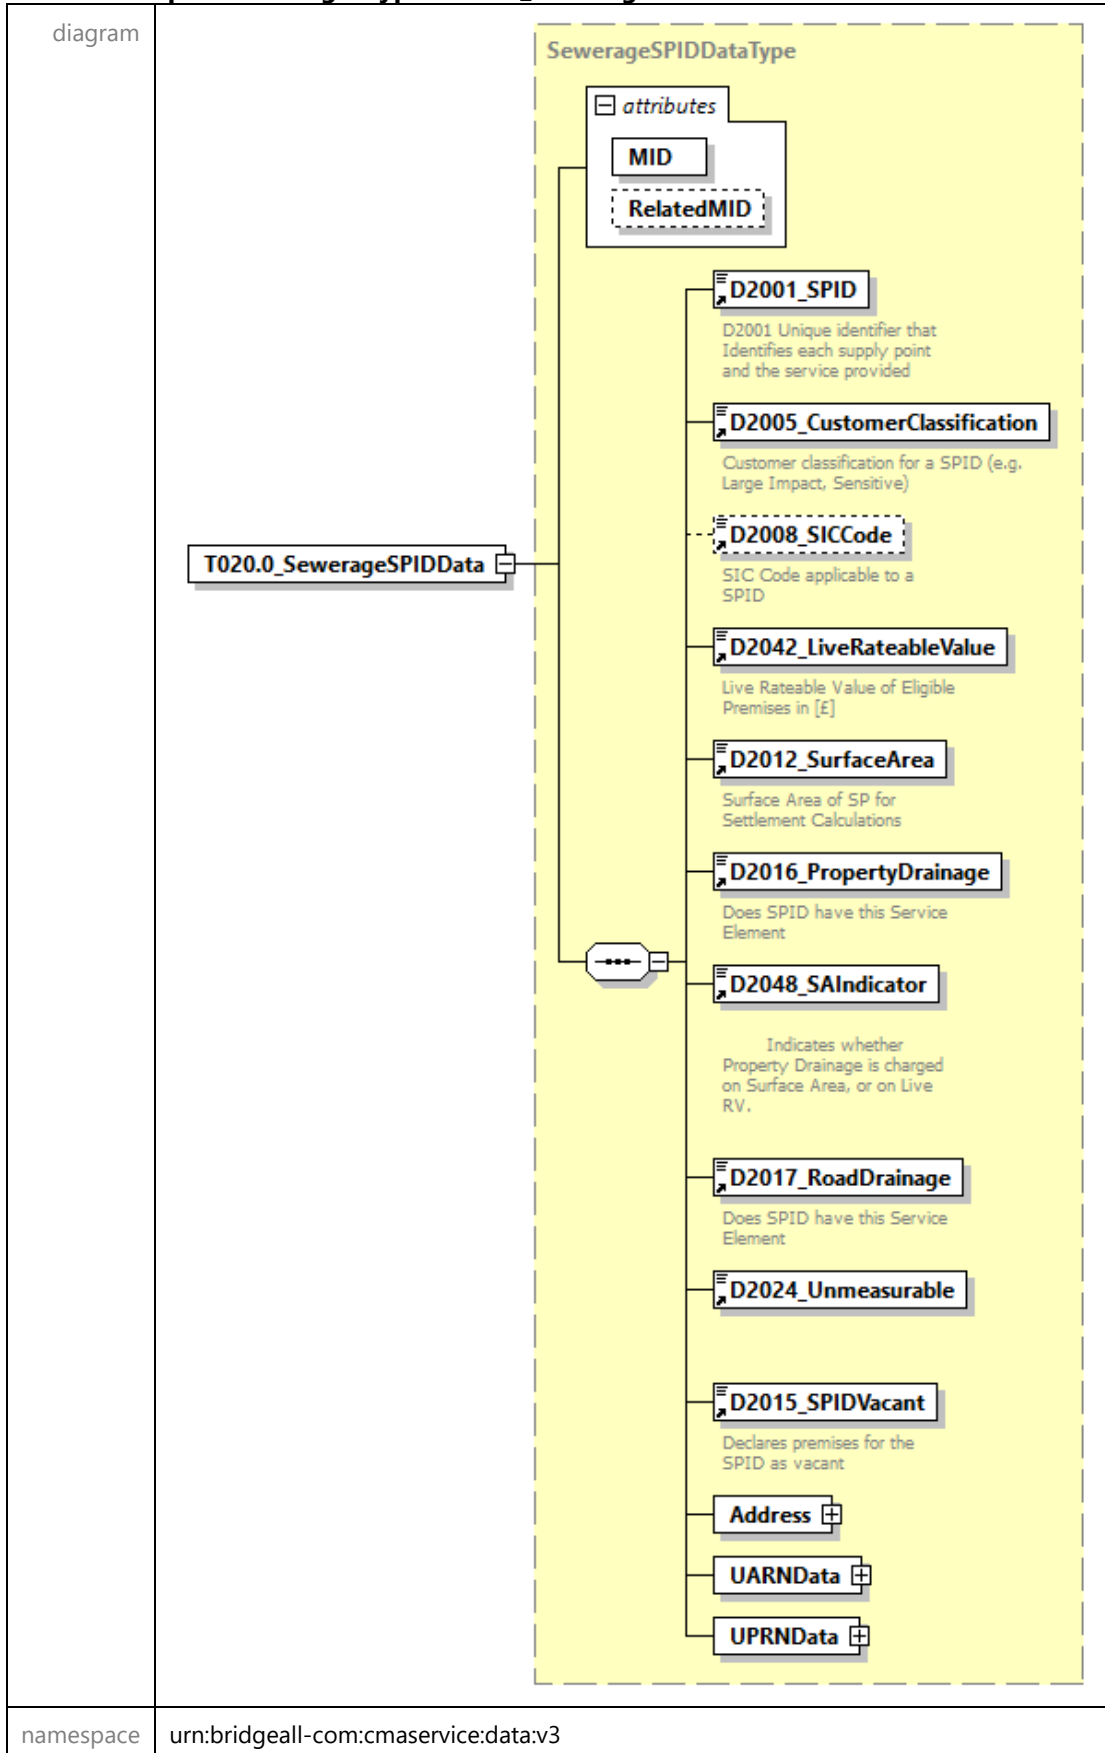 diagram
SewerageSPIDDataType
attributes
MID
RelatedMID
D2001_SPID
D2001 Unique identifier that
Identifies each supply point
and the service provided
D2005_CustomerClassification
Customer classification for a SPID (e.g.
Large Impact, Sensitive)
D2008_SICCode
SIC Code applicable to a
SPID
T020.0_SewerageSPIDData
D2042_LiveRateableValue
Live Rateable Value of Eligible
Premises in [£]
D2012_SurfaceArea
Surface Area of SP for
Settlement Calculations
D2016_PropertyDrainage
Does SPID have this Service
Element
D2048_SAIndicator
Indicates whether
Property Drainage is charged
on Surface Area, or on Live
RV.
D2017_RoadDrainage
Does SPID have this Service
Element
D2024_Unmeasurable
D2015_SPIDVacant
Declares premises for the
SPID as vacant
Address
UARNData
UPRNData
namespace
urn:bridgeall-com:cmaservice:data:v3